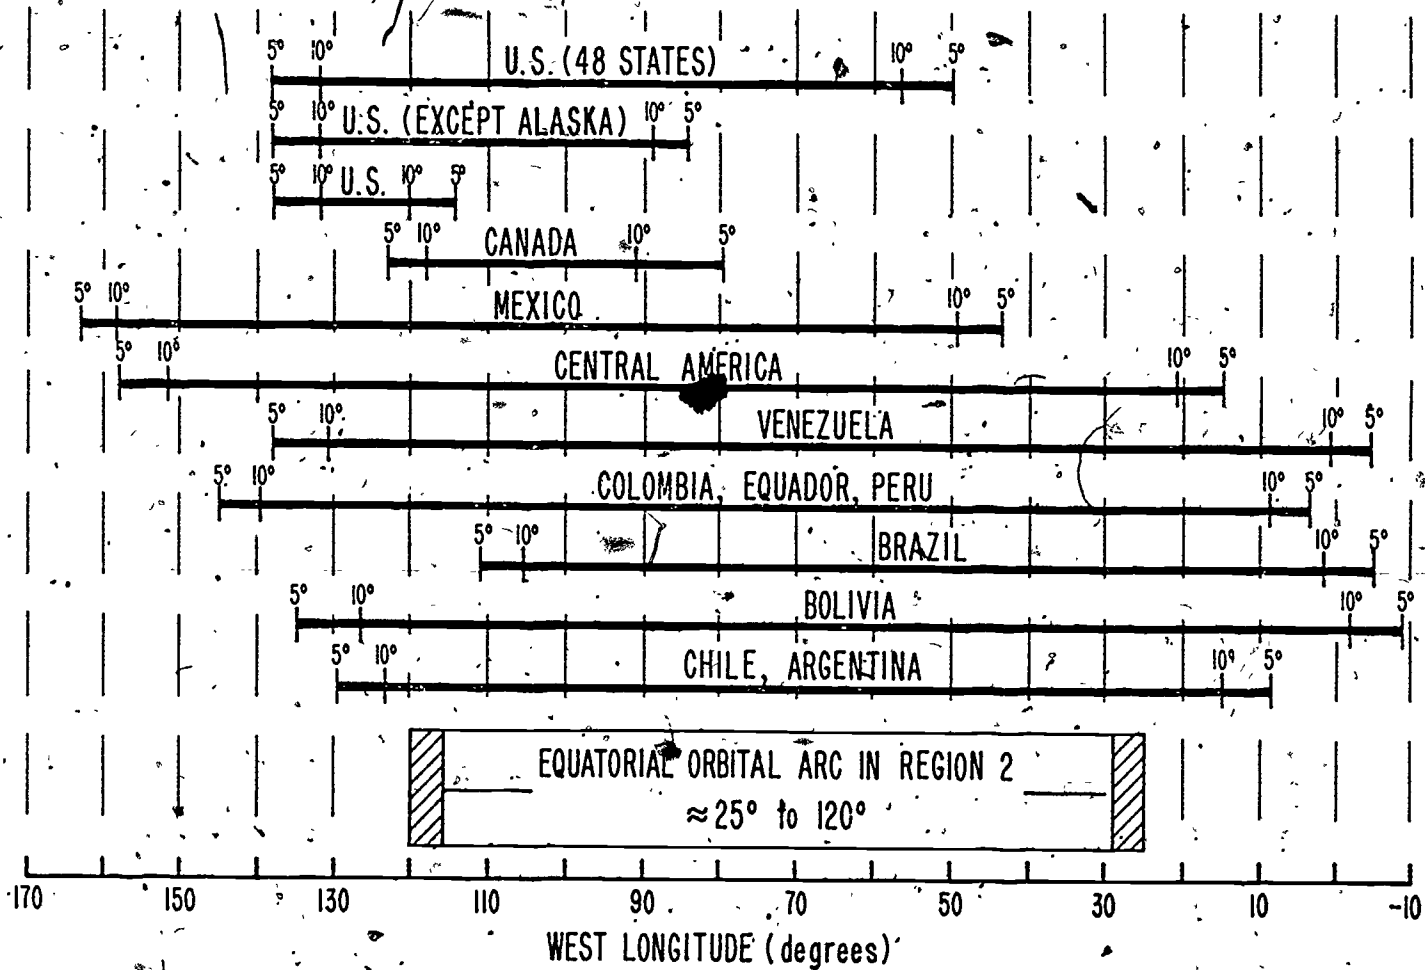 5° 10° U.S. (48 STATES) 10° 5°
5° 10° U.S. (EXCEPT ALASKA) 10° 5°
5° 10° U.S. 10° 5°
5° 10° CANADA 10° 5°
5° 10° MEXICO 10° 5°
5° 10° CENTRAL AMERICA 10° 5°
5° 10° VENEZUELA 10° 5°
5° 10° COLOMBIA, EQUADOR, PERU 10° 5°
5° 10° BRAZIL 10° 5°
5° 10° BOLIVIA 10° 5°
5° 10° CHILE, ARGENTINA 10° 5°
EQUATORIAL ORBITAL ARC IN REGION 2
≈25° to 120°
170 150 130 110 90 70 50 30 10 -10
WEST LONGITUDE (degrees)